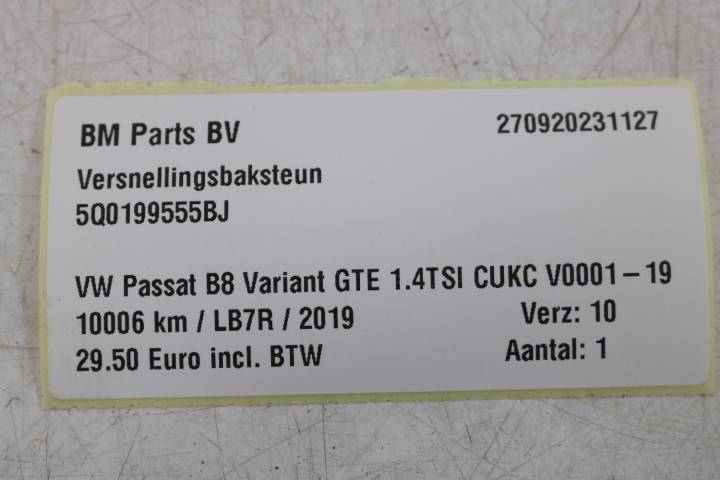 BM Parts BV 270920231127
Versnellingsbaksteun
5Q0199555BJ
VW Passat B8 Variant GTE 1.4TSI CUKC V0001-19
10006 km / LB7R / 2019 Verz: 10
29.50 Euro incl. BTW Aantal: 1